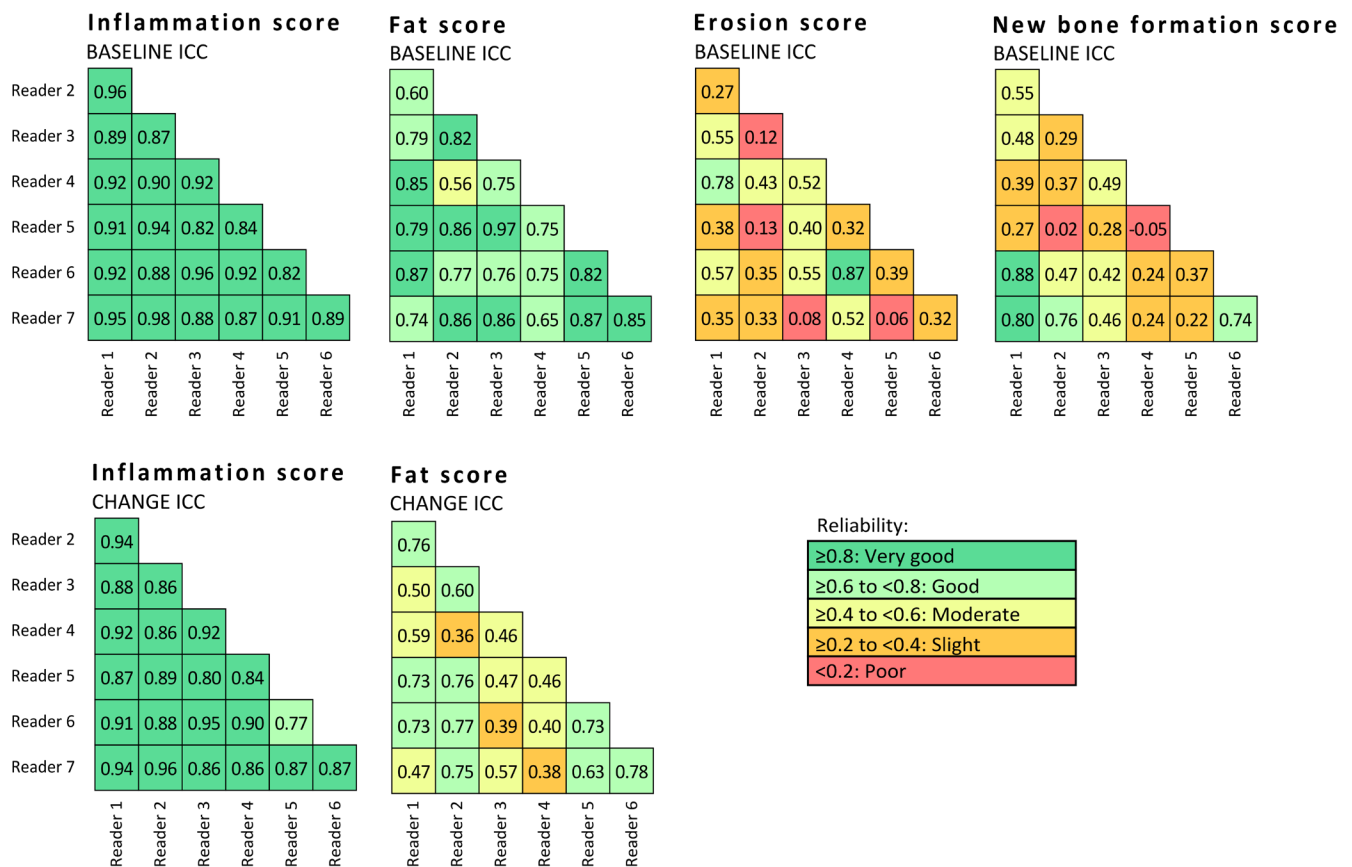 Inflammation score
BASELINE ICC
Reader 2 0.96
Reader 3 0.89 0.87
Reader 4 0.92 0.90 0.92
Reader 5 0.91 0.94 0.82 0.84
Reader 6 0.92 0.88 0.96 0.92 0.82
Reader 7 0.95 0.98 0.88 0.87 0.91 0.89
Reader 1 Reader 2 Reader 3 Reader 4 Reader 5 Reader 6
Fat score
BASELINE ICC
0.60
0.79 0.82
0.85 0.56 0.75
0.79 0.86 0.97 0.75
0.87 0.77 0.76 0.75 0.82
0.74 0.86 0.86 0.65 0.87 0.85
Reader 1 Reader 2 Reader 3 Reader 4 Reader 5 Reader 6
Erosion score
BASELINE ICC
0.27
0.55 0.12
0.78 0.43 0.52
0.38 0.13 0.40 0.32
0.57 0.35 0.55 0.87 0.39
0.35 0.33 0.08 0.52 0.06 0.32
Reader 1 Reader 2 Reader 3 Reader 4 Reader 5 Reader 6
New bone formation score
BASELINE ICC
0.55
0.48 0.29
0.39 0.37 0.49
0.27 0.02 0.28 -0.05
0.88 0.47 0.42 0.24 0.37
0.80 0.76 0.46 0.24 0.22 0.74
Reader 1 Reader 2 Reader 3 Reader 4 Reader 5 Reader 6
Inflammation score
CHANGE ICC
Reader 2 0.94
Reader 3 0.88 0.86
Reader 4 0.92 0.86 0.92
Reader 5 0.87 0.89 0.80 0.84
Reader 6 0.91 0.88 0.95 0.90 0.77
Reader 7 0.94 0.96 0.86 0.86 0.87 0.87
Reader 1 Reader 2 Reader 3 Reader 4 Reader 5 Reader 6
Fat score
CHANGE ICC
0.76
0.50 0.60
0.59 0.36 0.46
0.73 0.76 0.47 0.46
0.73 0.77 0.39 0.40 0.73
0.47 0.75 0.57 0.38 0.63 0.78
Reader 1 Reader 2 Reader 3 Reader 4 Reader 5 Reader 6
Reliability:
≥0.8: Very good
≥0.6 to <0.8: Good
≥0.4 to <0.6: Moderate
≥0.2 to <0.4: Slight
<0.2: Poor